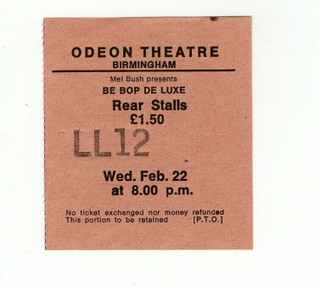 ODEON THEATRE
BIRMINGHAM
Mel Bush presents
BE BOP DE LUXE
Rear Stalls
£1.50
LL12
Wed. Feb. 22
at 8.00 p.m.
No ticket exchanged nor money refunded
This portion to be retained [P.T.O.]